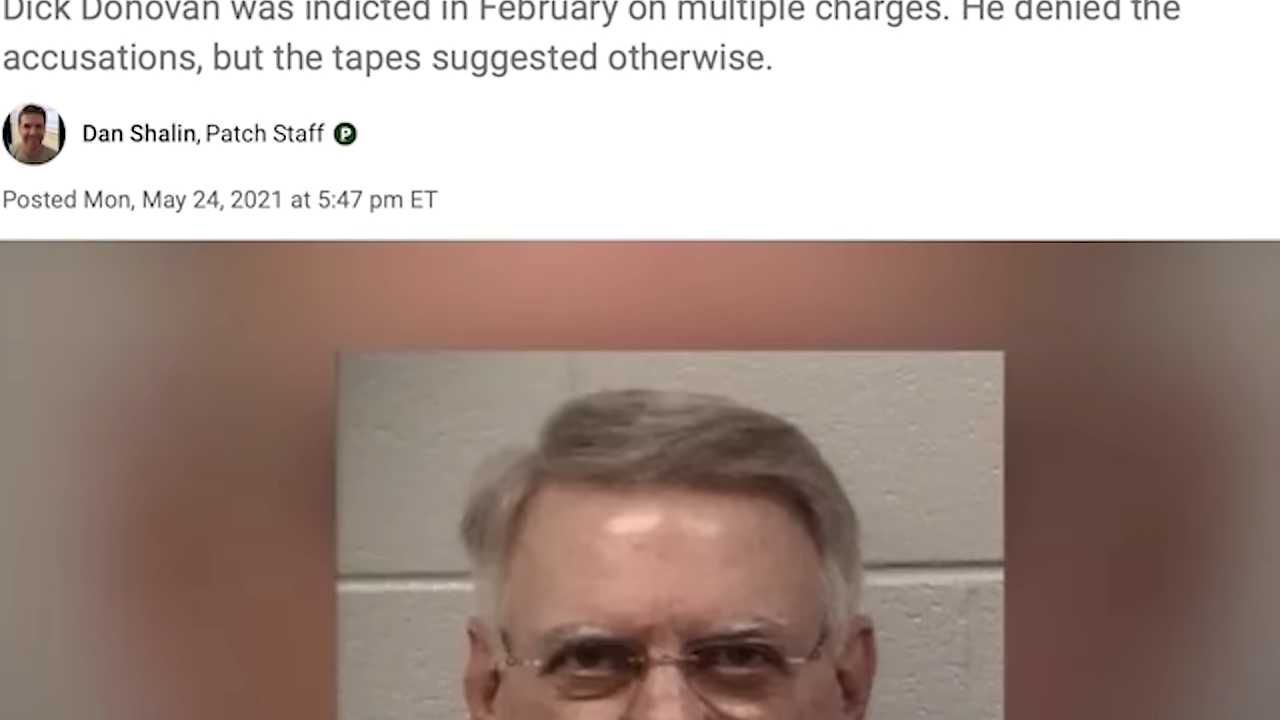 Dick Donovan was indicted in February on multiple charges. He denied the
accusations, but the tapes suggested otherwise.
Dan Shalin, Patch Staff P
Posted Mon, May 24, 2021 at 5:47 pm ET